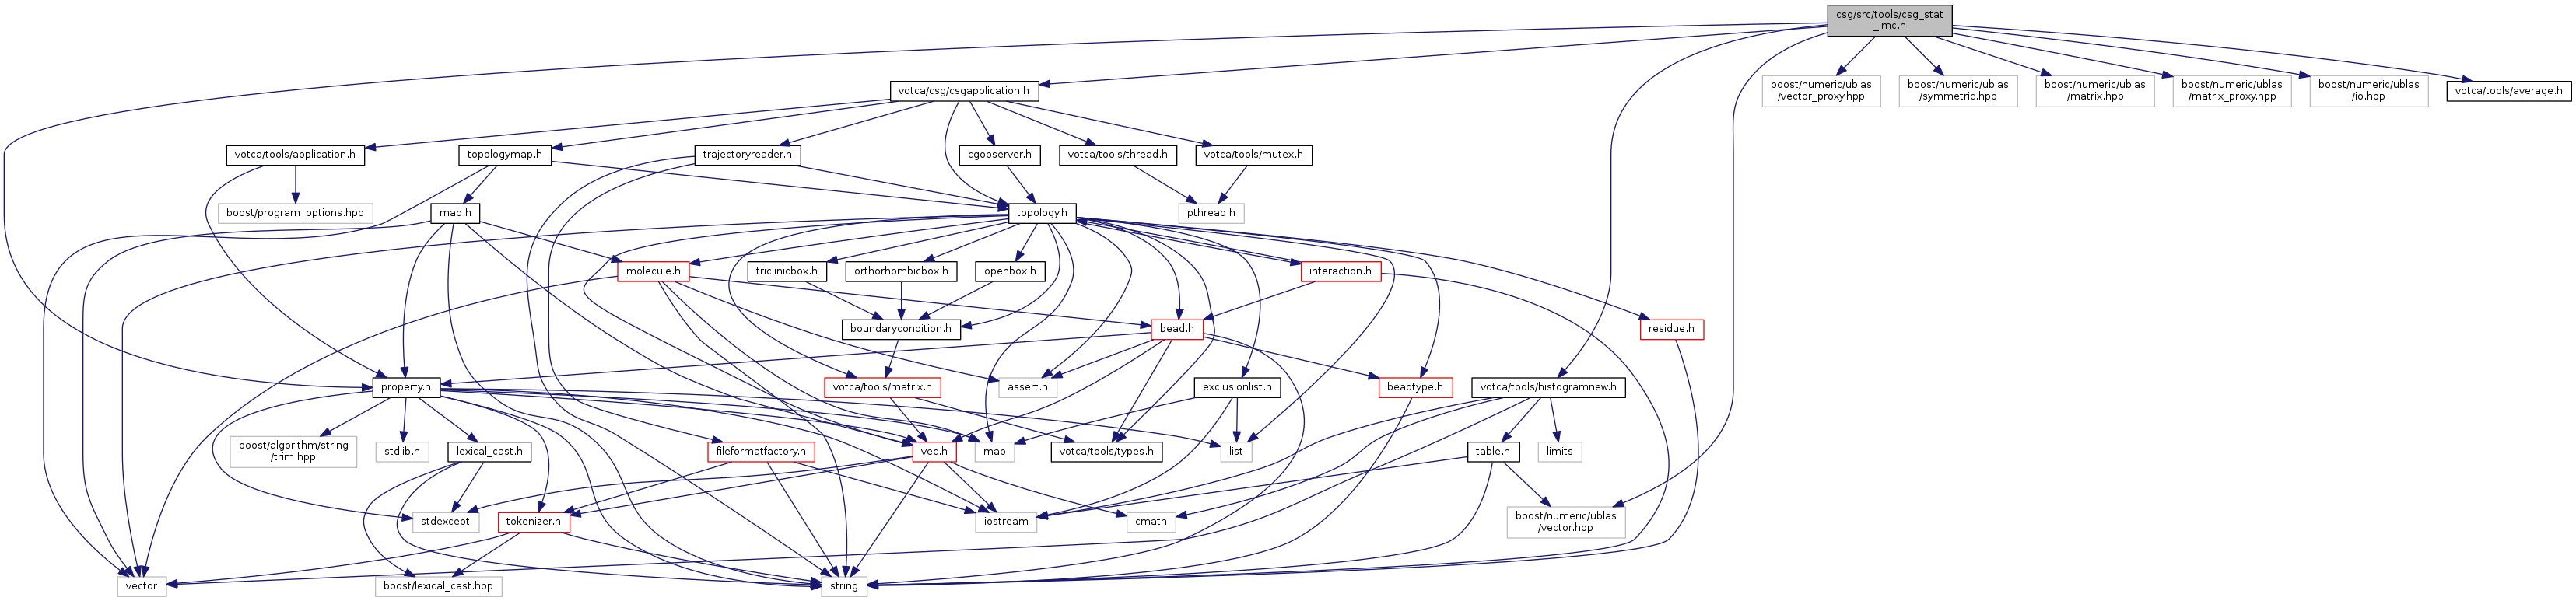 csg/src/tools/csg_stat
_imc.h
votca/csg/csgapplication.h
boost/numeric/ublas
/vector_proxy.hpp
boost/numeric/ublas
/symmetric.hpp
boost/numeric/ublas
/matrix.hpp
boost/numeric/ublas
/matrix_proxy.hpp
boost/numeric/ublas
/io.hpp
votca/tools/average.h
votca/tools/application.h
topologymap.h
trajectoryreader.h
cgobserver.h
votca/tools/thread.h
votca/tools/mutex.h
boost/program_options.hpp
map.h
topology.h
pthread.h
molecule.h
triclinicbox.h
orthorhombicbox.h
openbox.h
interaction.h
boundarycondition.h
bead.h
residue.h
property.h
votca/tools/matrix.h
assert.h
exclusionlist.h
beadtype.h
votca/tools/histogramnew.h
boost/algorithm/string
/trim.hpp
stdlib.h
lexical_cast.h
fileformatfactory.h
vec.h
map
votca/tools/types.h
list
table.h
limits
stdexcept
tokenizer.h
iostream
cmath
boost/numeric/ublas
/vector.hpp
vector
boost/lexical_cast.hpp
string